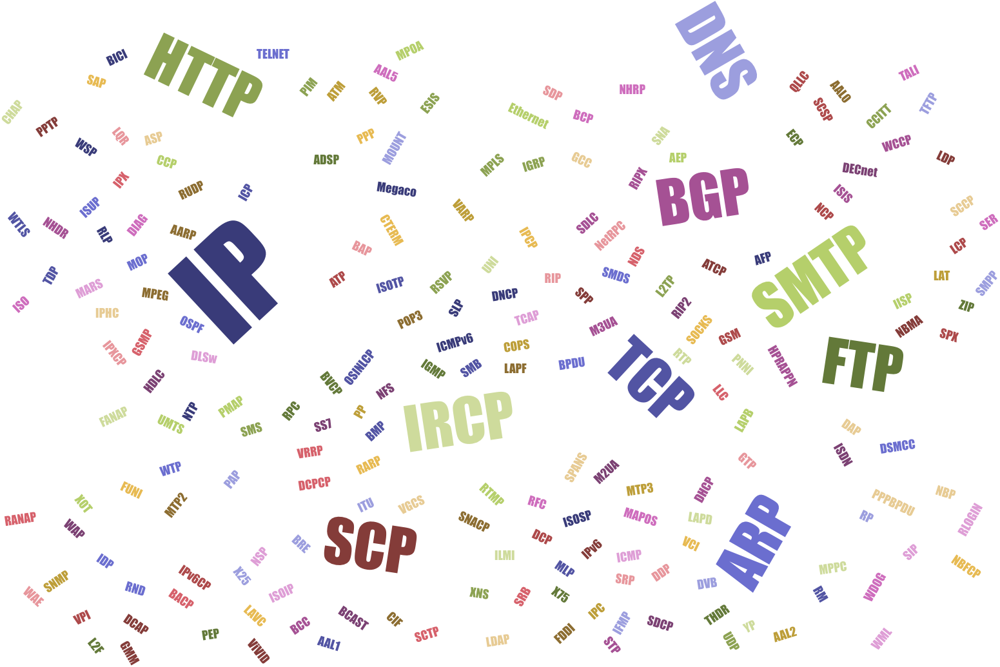 DNS
HTTP
TELNET
MPOA
BICI
AAL5
TALI
SAP
PIM
ATM
RVP
ESIS
SDP
NHRP
QLLC
AALO
TFTP
CHAP
PPTP
Ethernet
BCP
SCSP
CCITT
LQR
ASP
PPP
MOUNT
SNA
ECP
WCCP
WSP
CCP
ADSP
MPLS
IGRP
GCC
AEP
LDP
IPX
RUDP
ICP
Megaco
RIPX
BGP
DECnet
ISIS
ISUP
VARP
NCP
SCCP
WTLS
NHDR
RLP
DIAG
AARP
CTERM
IPCP
SDLC
NetRPC
SER
IP
BAP
NDS
AFP
SMTP
LCP
MOP
UNI
ATCP
TDP
MARS
MPEG
ATP
ISOTP
RSVP
RIP
SMDS
L2TP
LAT
SMPP
ISO
IPHC
SLP
DNCP
SPP
RIP2
IISP
ZIP
OSPF
POP3
TCAP
M3UA
SOCKS
NBMA
SPX
GSMP
IPXCP
DLSw
ICMPv6
COPS
TCP
GSM
FTP
HDLC
BVCP
OSINLCP
IGMP
SMB
LAPF
BPDU
RTP
PNNI
HPRAPPN
NFS
LLC
FANAP
UMTS
NTP
PMAP
SMS
RPC
SS7
PP
BMP
IRCP
LAPB
DAP
VRRP
ISDN
DSMCC
WTP
PAP
RARP
SPANS
M2UA
GTP
DCPCP
FUNI
MTP2
XOT
ITU
VGCS
RTMP
RFC
MTP3
DHCP
NBP
PPPBPDU
RANAP
WAP
SCP
SNACP
ISOSP
MAPOS
LAPD
ARP
RP
RLOGIN
BRE
DCP
IPv6
VCI
IDP
NSP
ILMI
ICMP
SIP
SNMP
IPv6CP
X25
MLP
SRP
DDP
DVB
MPPC
NBFCP
WAE
RND
BACP
ISOIP
XNS
SRB
X75
RM
WDOG
VPI
DCAP
LAVC
BCC
BCAST
CIF
IPC
IFMP
SDCP
THDR
YP
L2F
GMM
PEP
ViViD
AAL1
SCTP
LDAP
FDDI
STP
UDP
AAL2
WML